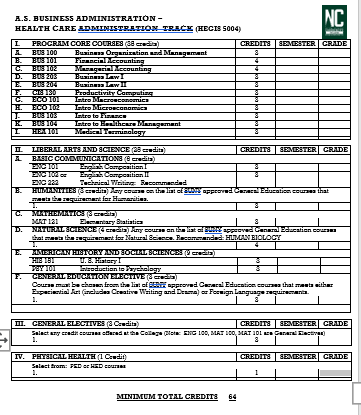 A.S. BUSINESS ADMINISTRATION –
HEALTH CARE ADMINISTRATION TRACK (HEGIS 5004)
NC
I. PROGRAM CORE COURSES (38 credits) CREDITS SEMESTER GRADE
A. BUS 100 Business Organization and Management 3
B. BUS 101 Financial Accounting 4
C. BUS 102 Managerial Accounting 4
D. BUS 203 Business Law I 3
E. BUS 204 Business Law II 3
F. CIS 130 Productivity Computing 3
G. ECO 101 Intro Macroeconomics 3
H. ECO 102 Intro Microeconomics 3
J. BUS 103 Intro to Finance 3
K. BUS 104 Intro to Healthcare Management 3
L. HEA 101 Medical Terminology 3
II. LIBERAL ARTS AND SCIENCE (28 credits) CREDITS SEMESTER GRADE
A. BASIC COMMUNICATIONS (6 credits)
ENG 101 English Composition I 3
ENG 102 or English Composition II 3
ENG 223 Technical Writing: Recommended
B. HUMANITIES (3 credits) Any course on the list of SUNY approved General Education courses that
meets the requirement for Humanities.
1. 3
C. MATHEMATICS (3 credits)
MAT 121 Elementary Statistics 3
D. NATURAL SCIENCE (4 credits) Any course on the list of SUNY approved General Education courses
that meets the requirement for Natural Science. Recommended: HUMAN BIOLOGY
1. 4
E. AMERICAN HISTORY AND SOCIAL SCIENCES (9 credits)
HIS 151 U. S. History I 3
PSY 101 Introduction to Psychology 3
F. GENERAL EDUCATION ELECTIVE (3 credits)
Course must be chosen from the list of SUNY approved General Education courses that meets either
Experiential Art (includes Creative Writing and Drama) or Foreign Language requirements.
1. 3
III. GENERAL ELECTIVES (3 Credits) CREDITS SEMESTER GRADE
Select any credit courses offered at the College (Note: ENG 100, MAT 100, MAT 101 are General Electives)
1. 3
IV. PHYSICAL HEALTH (1 Credit) CREDITS SEMESTER GRADE
Select from: PED or HED courses
1. 1
MINIMUM TOTAL CREDITS 64